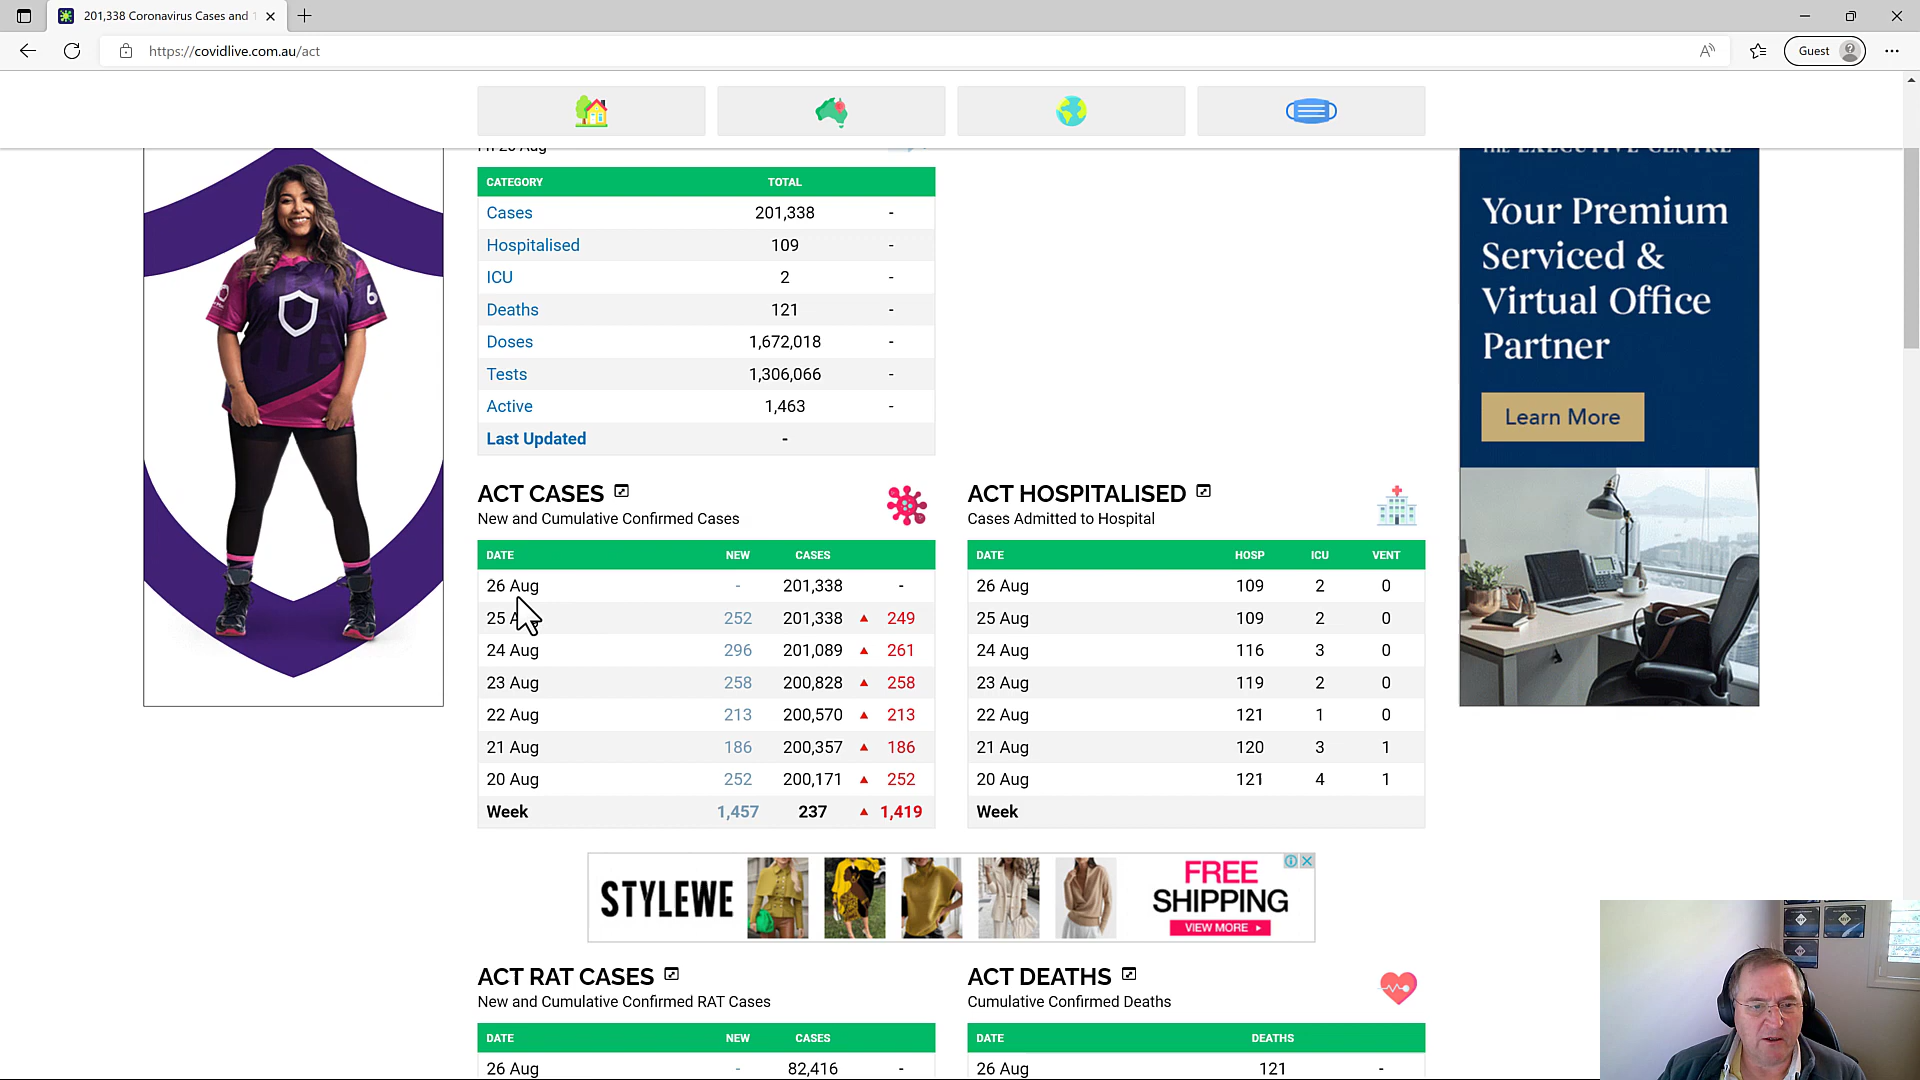 201,338 Coronavirus Cases and
https://covidlive.com.au/act
Guest
CATEGORY TOTAL
Cases 201,338 -
Hospitalised 109 -
ICU 2 -
Deaths 121 -
Doses 1,672,018 -
Tests 1,306,066 -
Active 1,463 -
Last Updated -
6
THE EXECUTIVE CENTRE
Your Premium
Serviced &
Virtual Office
Partner
Learn More
ACT CASES
New and Cumulative Confirmed Cases
DATE NEW CASES
26 Aug - 201,338 -
25 252 201,338 ▲ 249
24 Aug 296 201,089 ▲ 261
23 Aug 258 200,828 ▲ 258
22 Aug 213 200,570 ▲ 213
21 Aug 186 200,357 ▲ 186
20 Aug 252 200,171 ▲ 252
Week 1,457 237 ▲ 1,419
ACT HOSPITALISED
Cases Admitted to Hospital
DATE HOSP ICU VENT
26 Aug 109 2 0
25 Aug 109 2 0
24 Aug 116 3 0
23 Aug 119 2 0
22 Aug 121 1 0
21 Aug 120 3 1
20 Aug 121 4 1
Week
STYLEWE
FREE
SHIPPING
VIEW MORE
ACT RAT CASES
New and Cumulative Confirmed RAT Cases
DATE NEW CASES
26 Aug - 82,416 -
ACT DEATHS
Cumulative Confirmed Deaths
DATE DEATHS
26 Aug 121 -